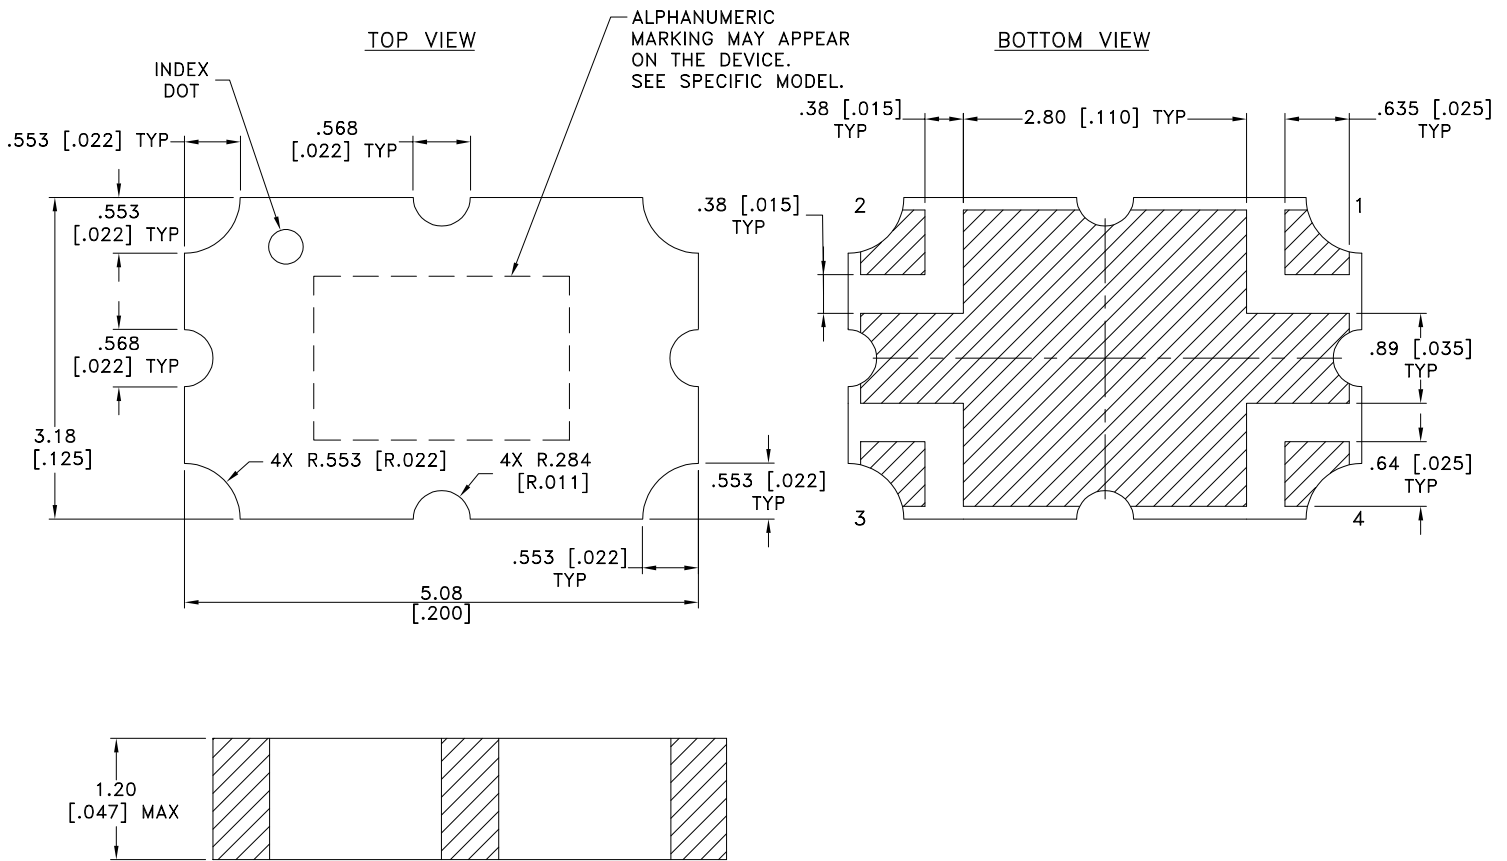 TOP VIEW
ALPHANUMERIC
MARKING MAY APPEAR
ON THE DEVICE.
SEE SPECIFIC MODEL.
BOTTOM VIEW
INDEX
DOT
.553 [.022] TYP
.568
[.022] TYP
.553
[.022] TYP
.568
[.022] TYP
3.18
[.125]
4X R.553 [R.022]
4X R.284
[R.011]
.553 [.022]
TYP
.553 [.022]
TYP
5.08
[.200]
.38 [.015]
TYP
2.80 [.110] TYP
.635 [.025]
TYP
.38 [.015]
TYP
2
1
.89 [.035]
TYP
.64 [.025]
TYP
3
4
1.20
[.047] MAX